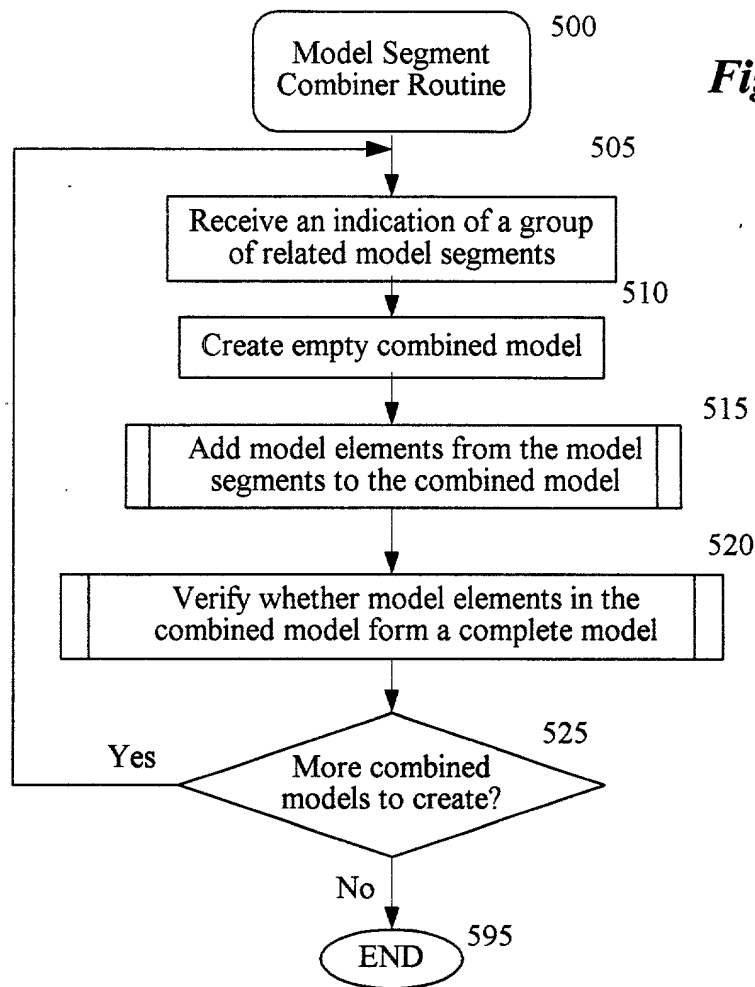 500
Model Segment
Combiner Routine
Fig
505
Receive an indication of a group
of related model segments
510
Create empty combined model
515
Add model elements from the model
segments to the combined model
520
Verify whether model elements in the
combined model form a complete model
525
Yes
More combined
models to create?
No
595
END